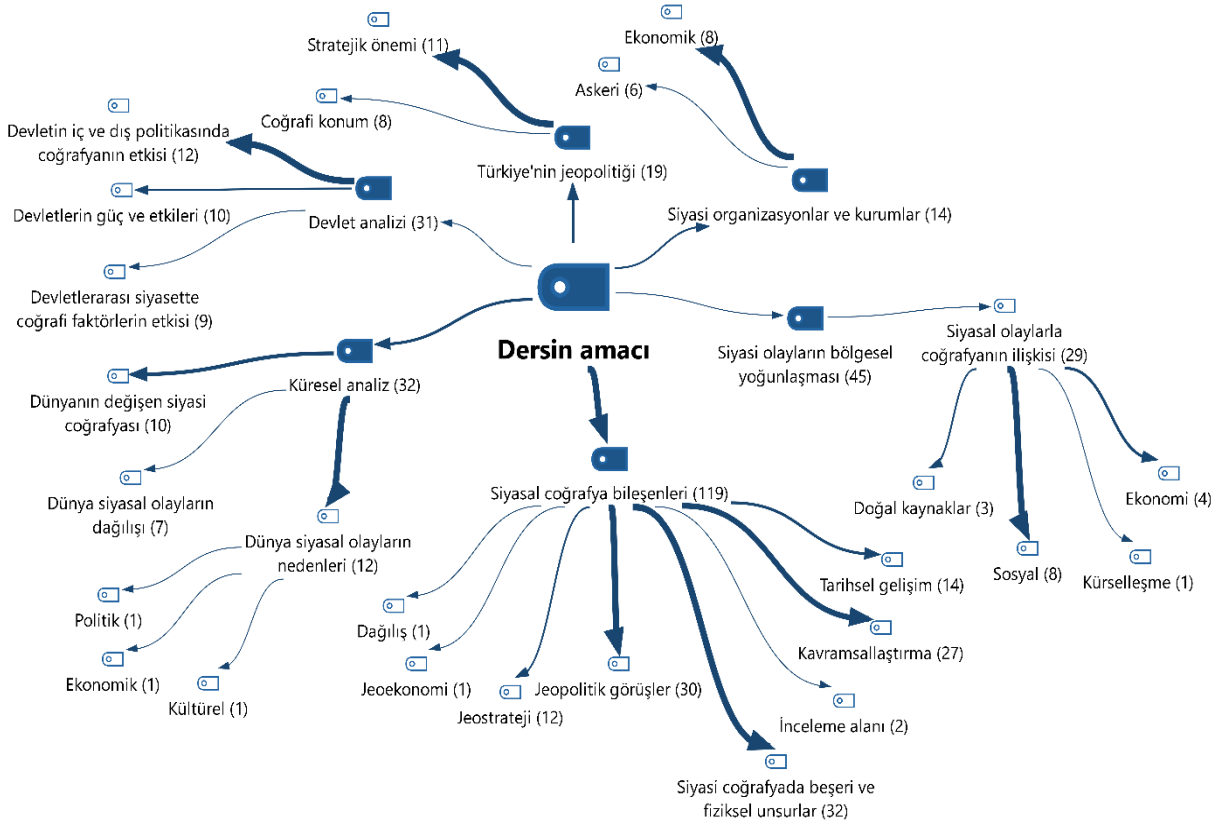 Stratejik önemi (11)
Ekonomik (8)
Askeri (6)
Coğrafi konum (8)
Devletin iç ve dış politikasında
coğrafyanın etkisi (12)
Türkiye'nin jeopolitiği (19)
Devletlerin güç ve etkileri (10)
Devlet analizi (31)
Siyasi organizasyonlar ve kurumlar (14)
Devletlerarası siyasette
coğrafi faktörlerin etkisi (9)
Dersin amacı
Siyasi olayların bölgesel
yoğunlaşması (45)
Siyasal olaylarla
coğrafyanın ilişkisi (29)
Küresel analiz (32)
Dünyanın değişen siyasi
coğrafyası (10)
Dünya siyasal olayların
dağılışı (7)
Siyasal coğrafya bileşenleri (119)
Doğal kaynaklar (3)
Ekonomi (4)
Dünya siyasal olayların
nedenleri (12)
Sosyal (8)
Kürselleşme (1)
Tarihsel gelişim (14)
Politik (1)
Dağılış (1)
Kavramsallaştırma (27)
Ekonomik (1)
Kültürel (1)
Jeoekonomi (1)
Jeostrateji (12)
Jeopolitik görüşler (30)
İnceleme alanı (2)
Siyasi coğrafyada beşeri ve
fiziksel unsurlar (32)